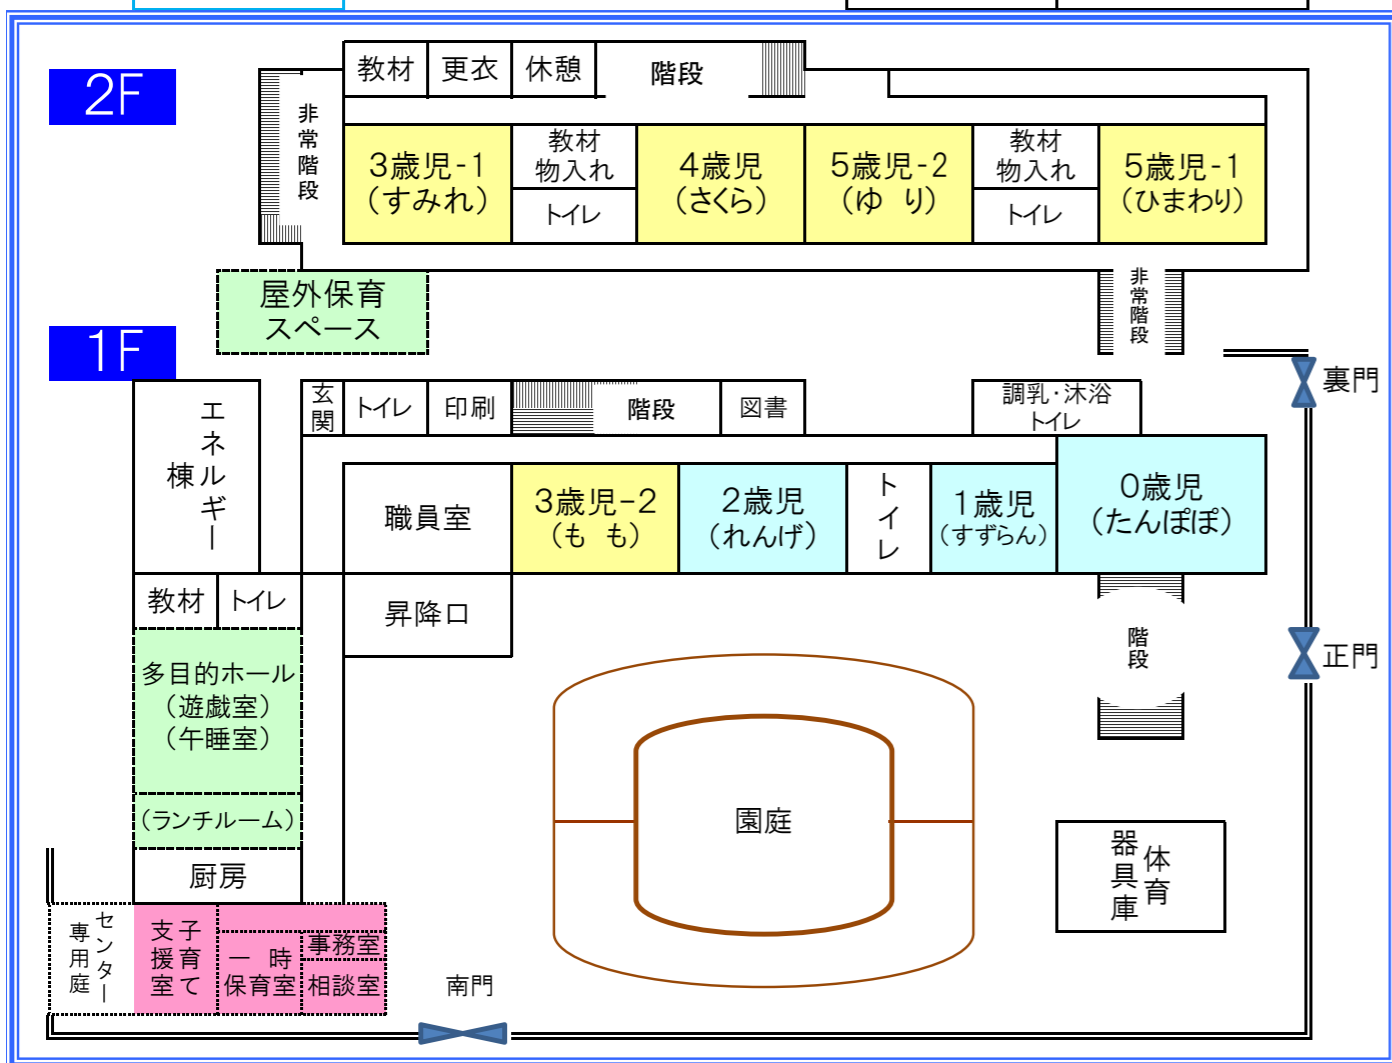 2F
教材
更衣
休憩
階段
非常階段
3歳児-1
(すみれ)
教材
物入れ
トイレ
4歳児
(さくら)
5歳児-2
(ゆ り)
教材
物入れ
トイレ
5歳児-1
(ひまわり)
屋外保育
スペース
非常階段
1F
エネルギー
棟
玄関
トイレ
印刷
階段
図書
調乳・沐浴
トイレ
裏門
職員室
3歳児-2
(も も)
2歳児
(れんげ)
トイレ
1歳児
(すずらん)
0歳児
(たんぽぽ)
教材
トイレ
昇降口
階段
正門
多目的ホール
(遊戯室)
(午睡室)
(ランチルーム)
園庭
体育
器具庫
厨房
センター
専用庭
子育て
支援室
一 時
保育室
事務室
相談室
南門